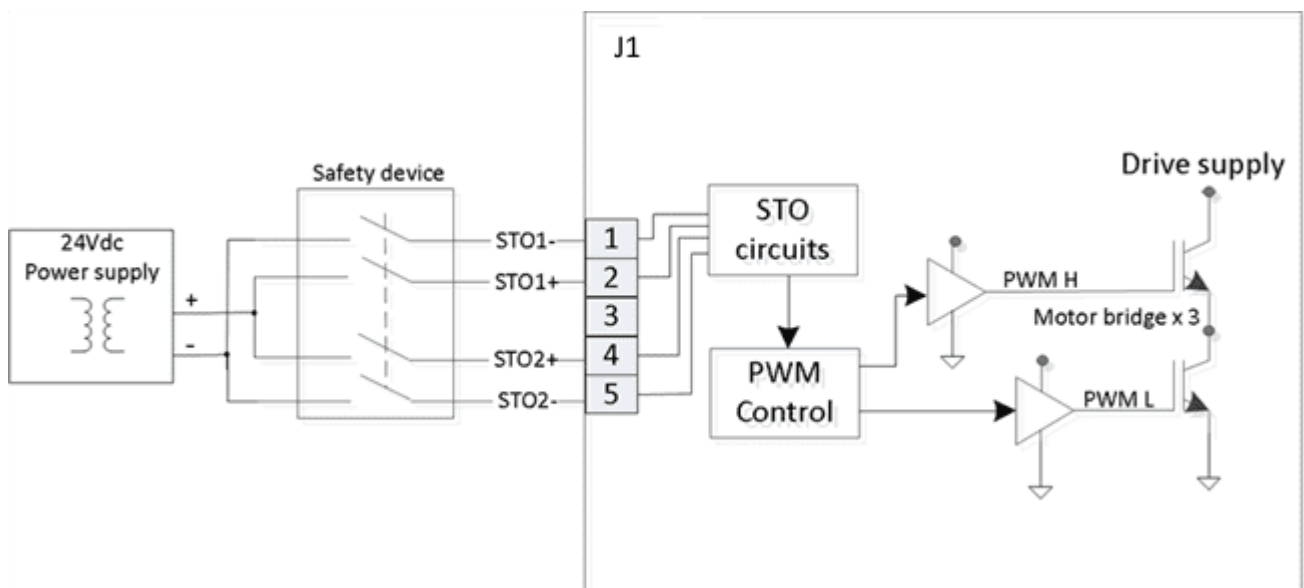 J1
Drive supply
Safety device
24Vdc
Power supply
+
-
STO1-
STO1+
STO2+
STO2-
1
2
3
4
5
STO
circuits
PWM
Control
PWM H
Motor bridge x 3
PWM L